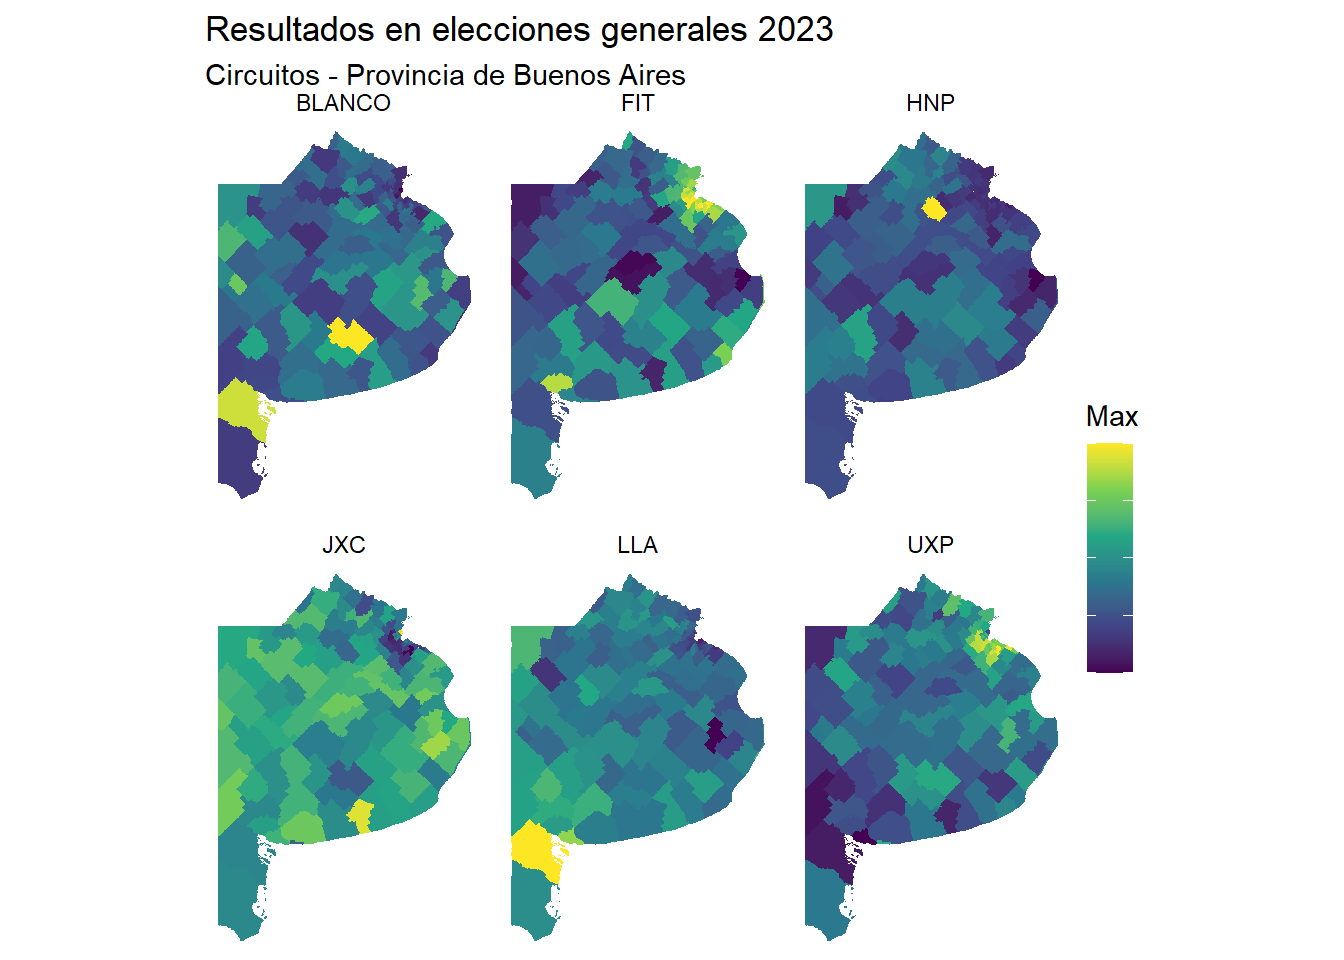 Resultados en elecciones generales 2023
Circuitos - Provincia de Buenos Aires
BLANCO
FIT
HNP
Max
JXC
LLA
UXP